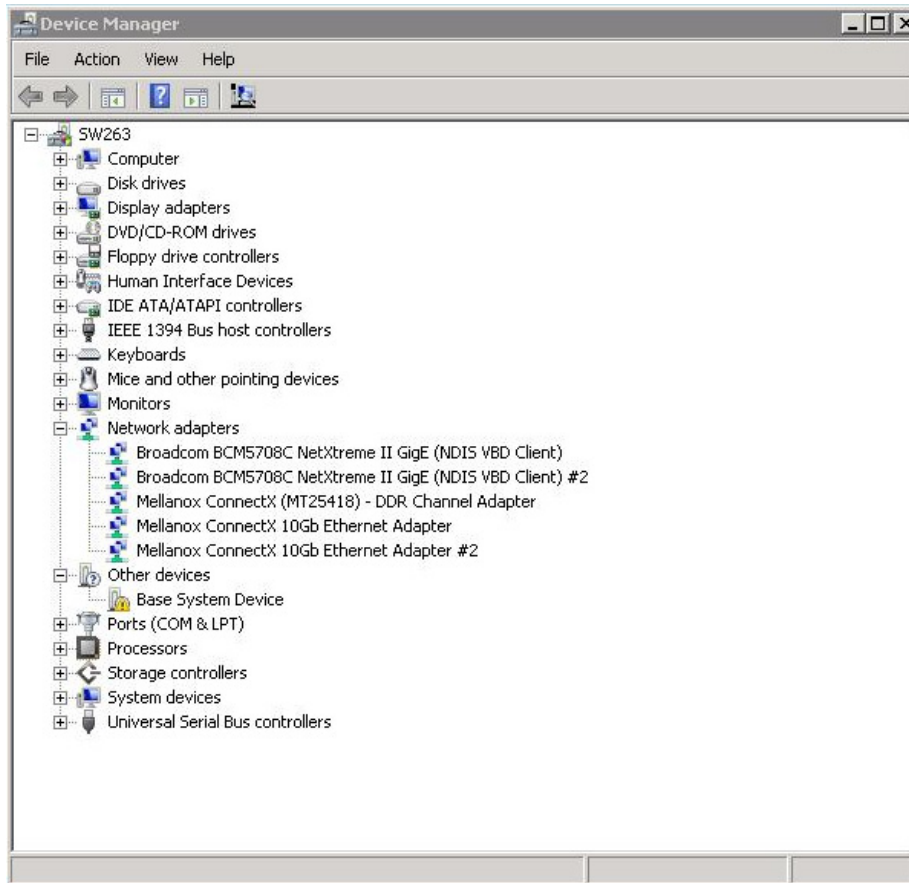 Device Manager
File Action View Help
SW263
Computer
Disk drives
Display adapters
DVD/CD-ROM drives
Floppy drive controllers
Human Interface Devices
IDE ATA/ATAPI controllers
IEEE 1394 Bus host controllers
Keyboards
Mice and other pointing devices
Monitors
Network adapters
Broadcom BCM5708C NetXtreme II GigE (NDIS VBD Client)
Broadcom BCM5708C NetXtreme II GigE (NDIS VBD Client) #2
Mellanox ConnectX (MT25418) - DDR Channel Adapter
Mellanox ConnectX 10Gb Ethernet Adapter
Mellanox ConnectX 10Gb Ethernet Adapter #2
Other devices
Base System Device
Ports (COM & LPT)
Processors
Storage controllers
System devices
Universal Serial Bus controllers